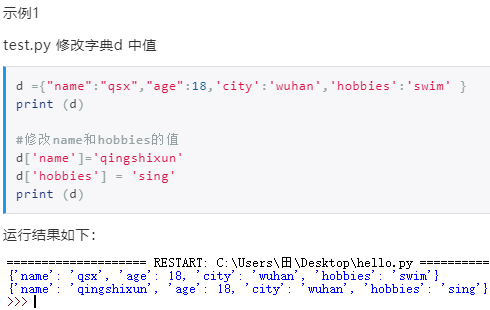 示例1
test.py 修改字典d 中值
d ={"name":"qsx","age":18,'city':'wuhan','hobbies':'swim' }
print (d)
#修改name和hobbies的值
d['name']='qingshixun'
d['hobbies'] = 'sing'
print (d)
运行结果如下：
==================== RESTART: C:\Users\田\Desktop\hello.py ==========
{'name': 'qsx', 'age': 18, 'city': 'wuhan', 'hobbies': 'swim'}
{'name': 'qingshixun', 'age': 18, 'city': 'wuhan', 'hobbies': 'sing'}
>>>